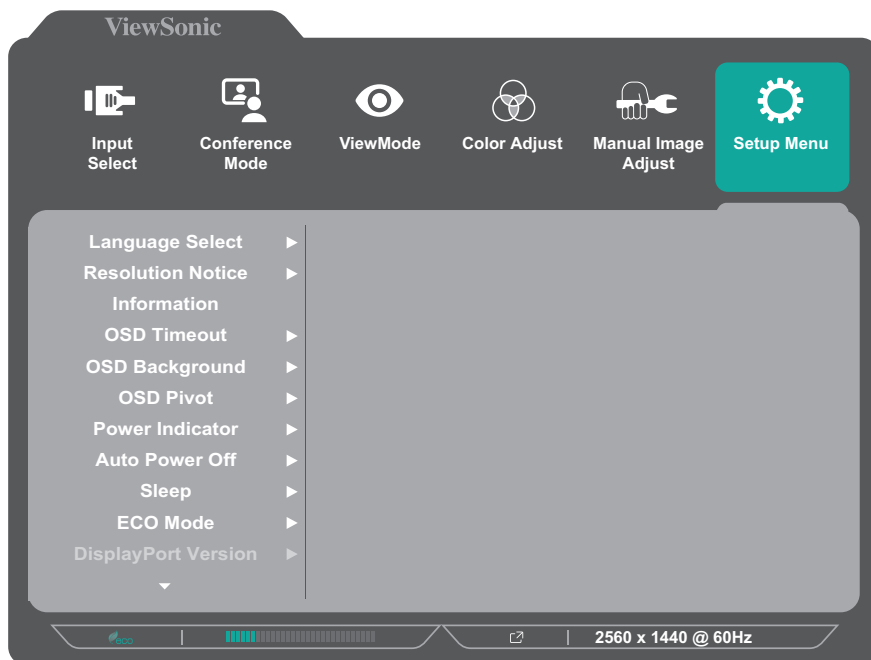 ViewSonic
Input
Select
Conference
Mode
ViewMode
Color Adjust
Manual Image
Adjust
Setup Menu
Language Select
Resolution Notice
Information
OSD Timeout
OSD Background
OSD Pivot
Power Indicator
Auto Power Off
Sleep
ECO Mode
DisplayPort Version
eco
2560 x 1440 @ 60Hz